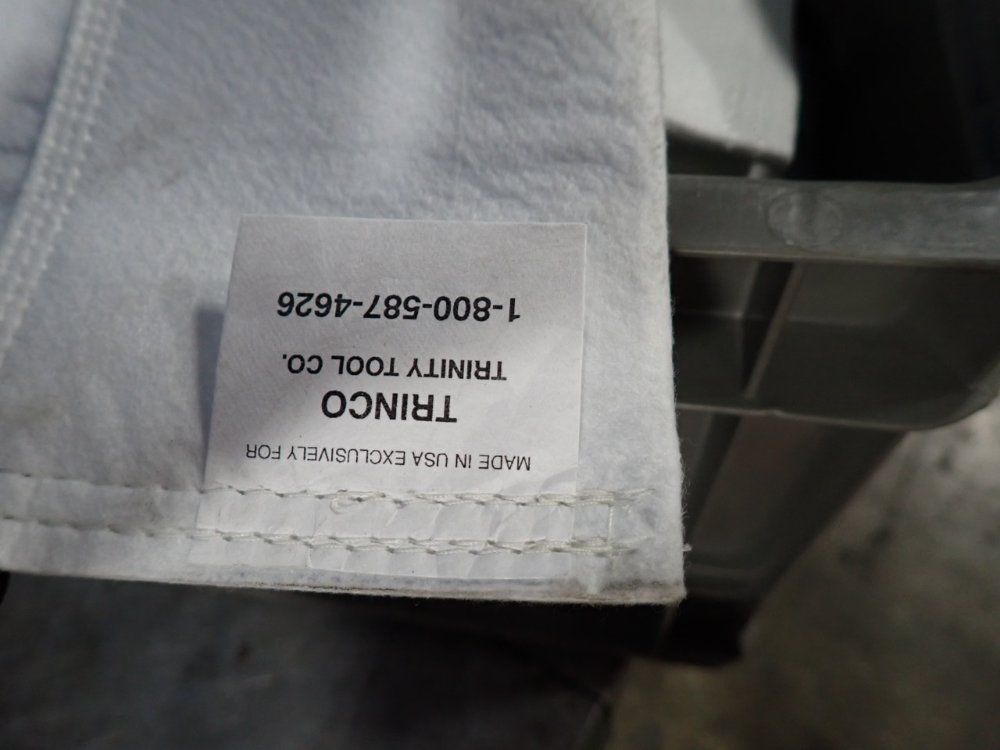 MADE IN USA EXCLUSIVELY FOR
TRINCO
TRINITY TOOL CO.
1-800-587-4626